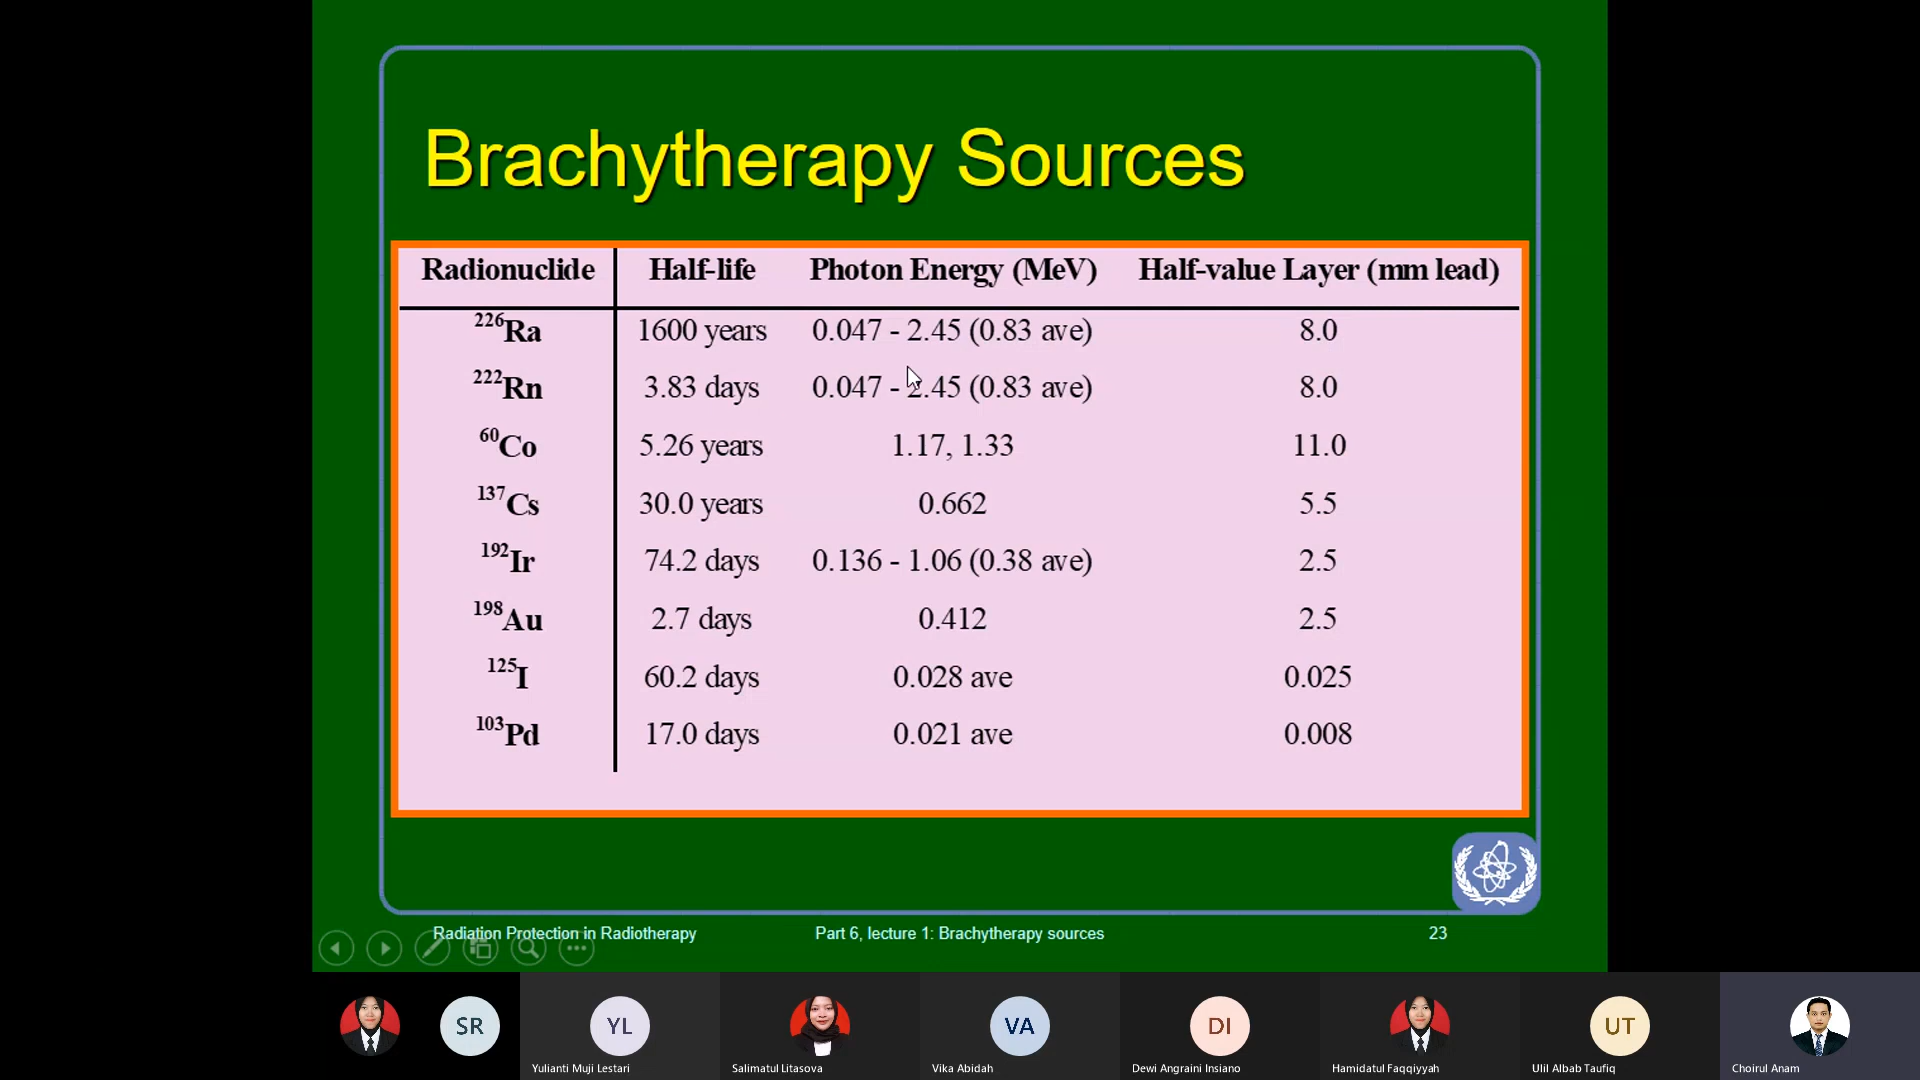 Brachytherapy Sources
Radionuclide Half-life Photon Energy (MeV) Half-value Layer (mm lead)
²²⁶Ra 1600 years 0.047 - 2.45 (0.83 ave) 8.0
²²²Rn 3.83 days 0.047 - 2.45 (0.83 ave) 8.0
⁶⁰Co 5.26 years 1.17, 1.33 11.0
¹³⁷Cs 30.0 years 0.662 5.5
¹⁹²Ir 74.2 days 0.136 - 1.06 (0.38 ave) 2.5
¹⁹⁸Au 2.7 days 0.412 2.5
¹²⁵I 60.2 days 0.028 ave 0.025
¹⁰³Pd 17.0 days 0.021 ave 0.008
Radiation Protection in Radiotherapy Part 6, lecture 1: Brachytherapy sources 23
SR YL VA DI UT
Yulianti Muji Lestari Salimatul Litasova Vika Abidah Dewi Angraini Insiano Hamidatul Faqqiyyah Ulil Albab Taufiq Choirul Anam